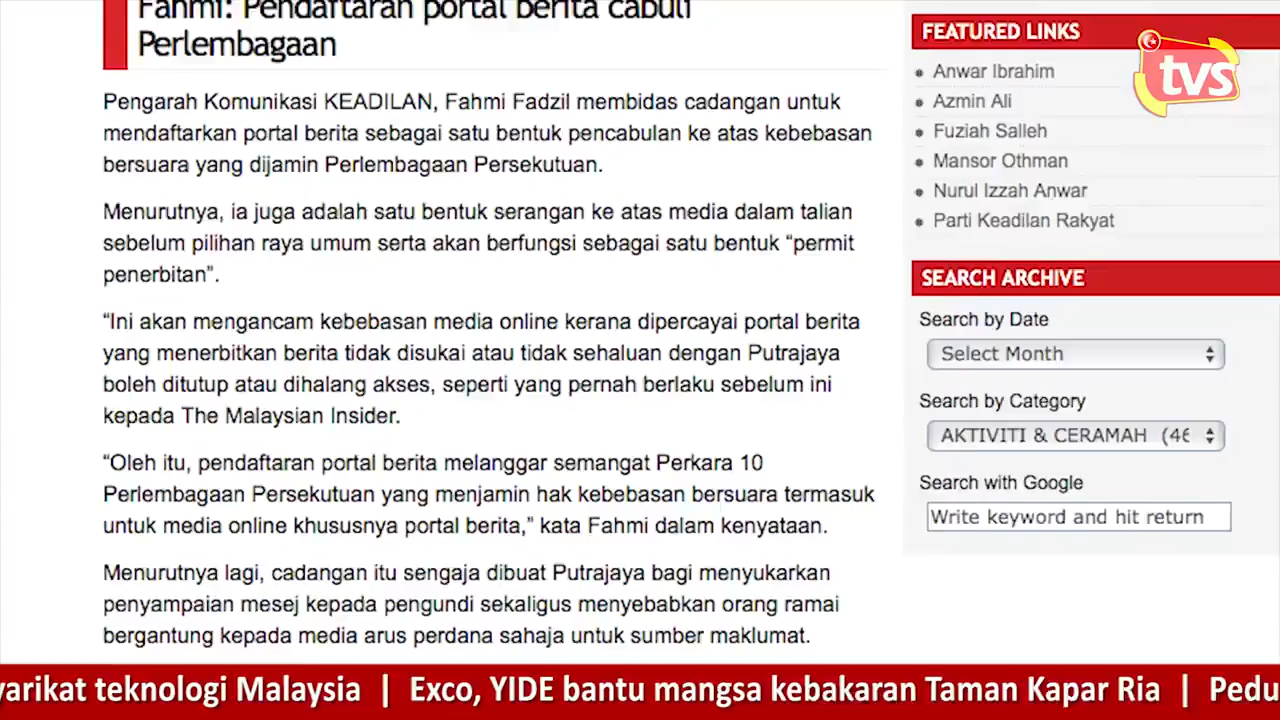 Fahmi: Pendaftaran portal berita cabuli
Perlembagaan
Pengarah Komunikasi KEADILAN, Fahmi Fadzil membidas cadangan untuk
mendaftarkan portal berita sebagai satu bentuk pencabulan ke atas kebebasan
bersuara yang dijamin Perlembagaan Persekutuan.
Menurutnya, ia juga adalah satu bentuk serangan ke atas media dalam talian
sebelum pilihan raya umum serta akan berfungsi sebagai satu bentuk “permit
penerbitan”.
“Ini akan mengancam kebebasan media online kerana dipercayai portal berita
yang menerbitkan berita tidak disukai atau tidak sehaluan dengan Putrajaya
boleh ditutup atau dihalang akses, seperti yang pernah berlaku sebelum ini
kepada The Malaysian Insider.
“Oleh itu, pendaftaran portal berita melanggar semangat Perkara 10
Perlembagaan Persekutuan yang menjamin hak kebebasan bersuara termasuk
untuk media online khususnya portal berita,” kata Fahmi dalam kenyataan.
Menurutnya lagi, cadangan itu sengaja dibuat Putrajaya bagi menyukarkan
penyampaian mesej kepada pengundi sekaligus menyebabkan orang ramai
bergantung kepada media arus perdana sahaja untuk sumber maklumat.
FEATURED LINKS
Anwar Ibrahim
Azmin Ali
Fuziah Salleh
Mansor Othman
Nurul Izzah Anwar
Parti Keadilan Rakyat
SEARCH ARCHIVE
Search by Date
Select Month
Search by Category
AKTIVITI & CERAMAH (46
Search with Google
Write keyword and hit return
tvs
yarikat teknologi Malaysia | Exco, YIDE bantu mangsa kebakaran Taman Kapar Ria | Pedu